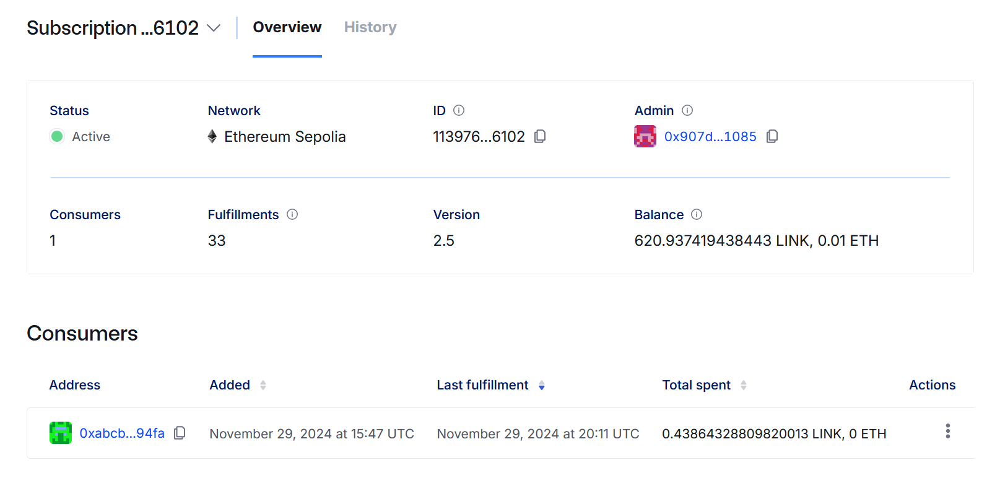 Subscription ...6102 Overview History
Status Network ID Admin
Active Ethereum Sepolia 113976...6102 0x907d...1085
Consumers Fulfillments Version Balance
1 33 2.5 620.937419438443 LINK, 0.01 ETH
Consumers
Address Added Last fulfillment Total spent Actions
0xabcb...94fa November 29, 2024 at 15:47 UTC November 29, 2024 at 20:11 UTC 0.43864328809820013 LINK, 0 ETH